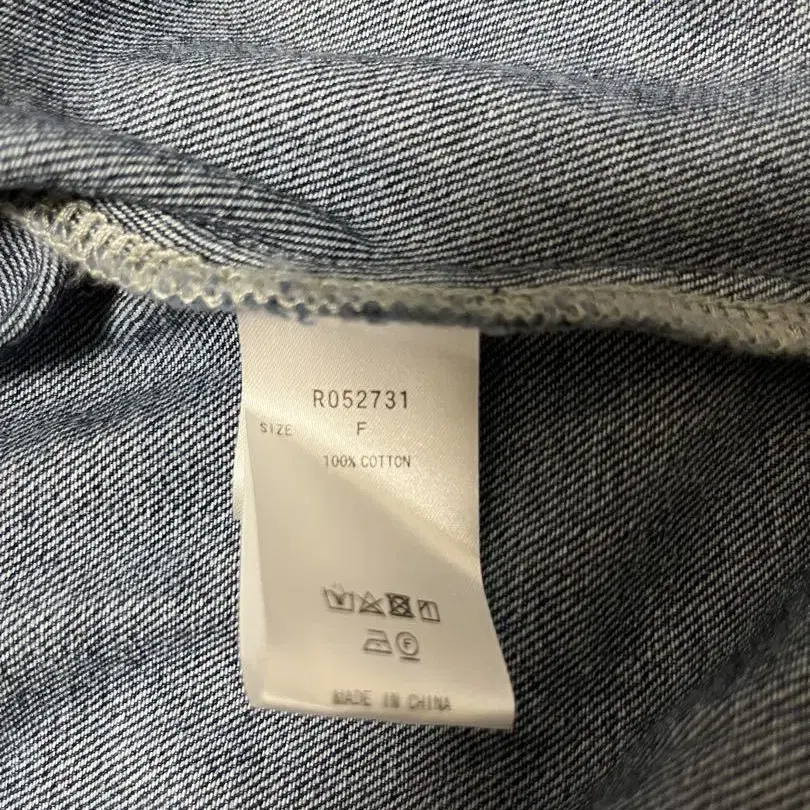 R052731
SIZE F
100% COTTON
F
MADE IN CHINA